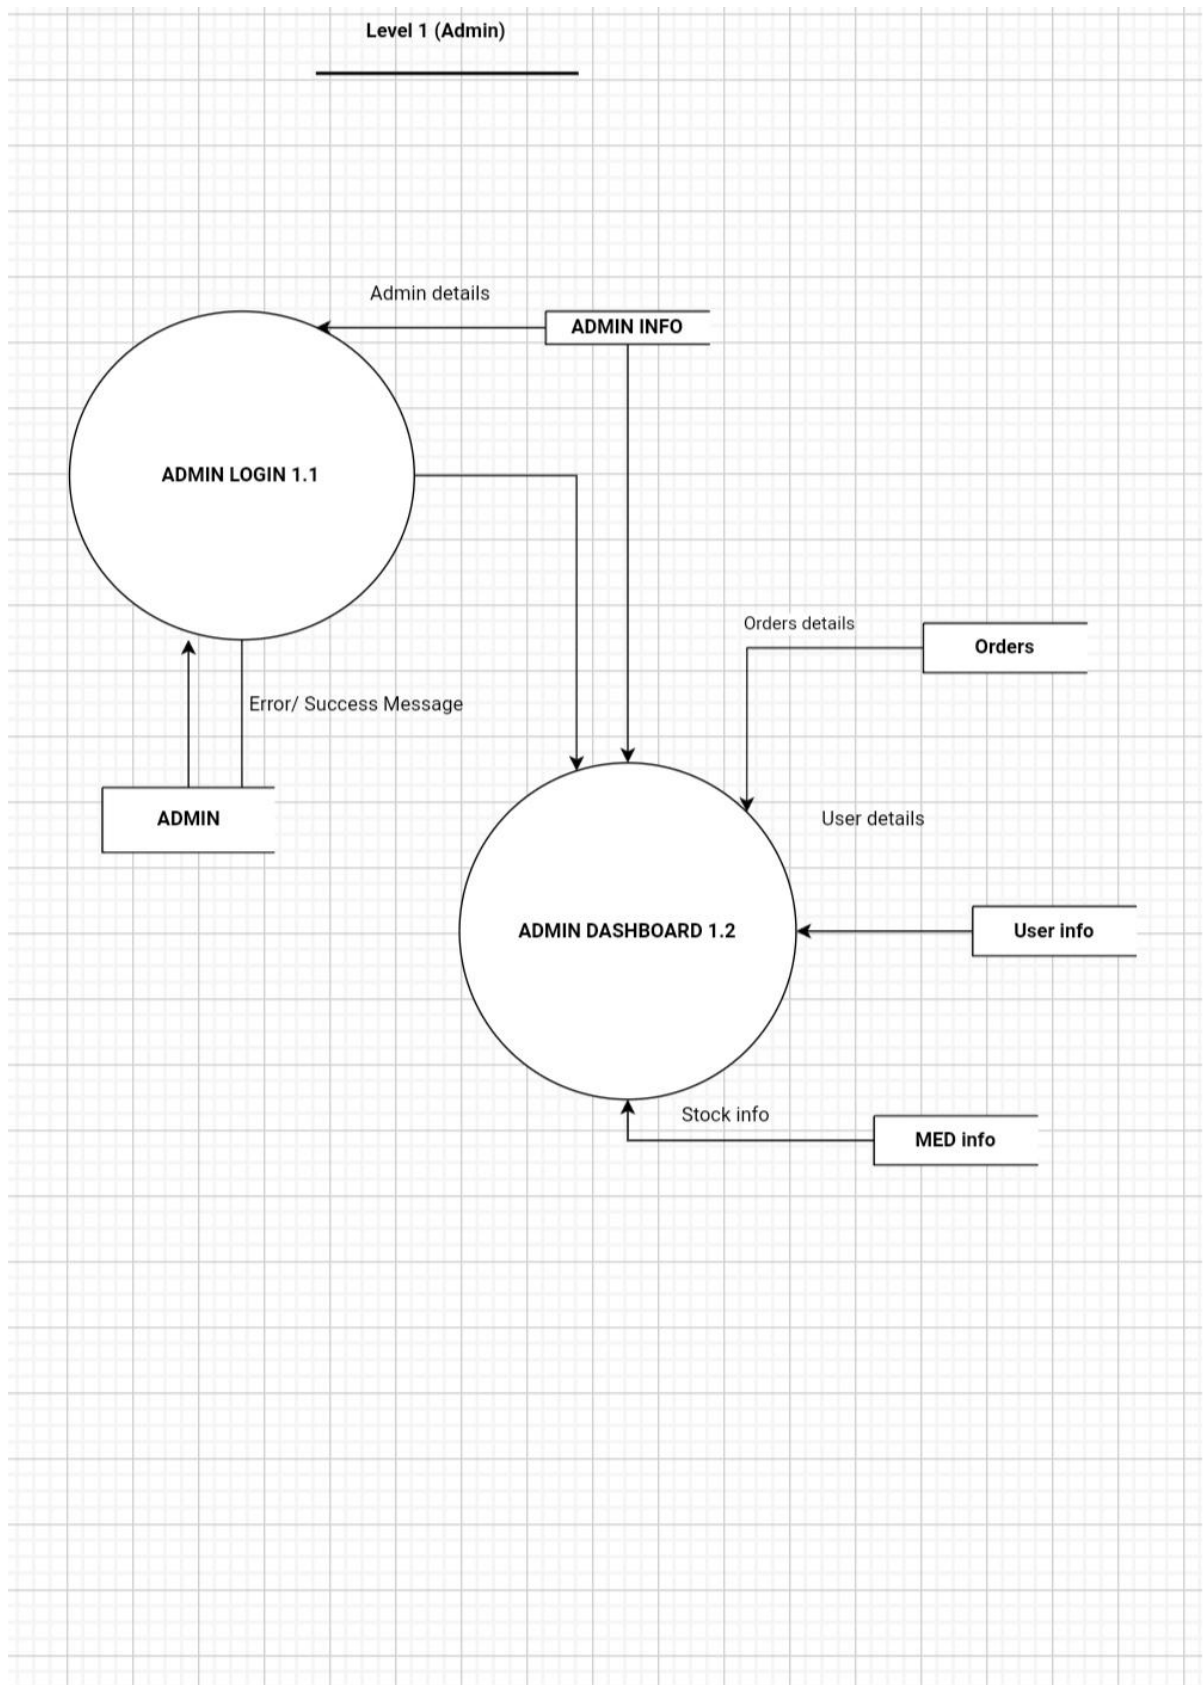 Level 1 (Admin)
Admin details
ADMIN INFO
ADMIN LOGIN 1.1
Orders details
Orders
Error/ Success Message
ADMIN
User details
ADMIN DASHBOARD 1.2
User info
Stock info
MED info